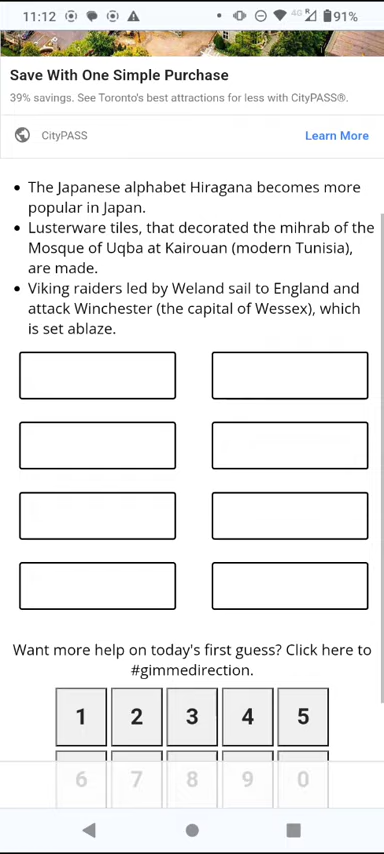 11:12
4G R 91%
Save With One Simple Purchase
39% savings. See Toronto's best attractions for less with CityPASS®.
CityPASS Learn More
• The Japanese alphabet Hiragana becomes more
popular in Japan.
• Lusterware tiles, that decorated the mihrab of the
Mosque of Uqba at Kairouan (modern Tunisia),
are made.
• Viking raiders led by Weland sail to England and
attack Winchester (the capital of Wessex), which
is set ablaze.
Want more help on today's first guess? Click here to
#gimmedirection.
1 2 3 4 5
6 7 8 9 0